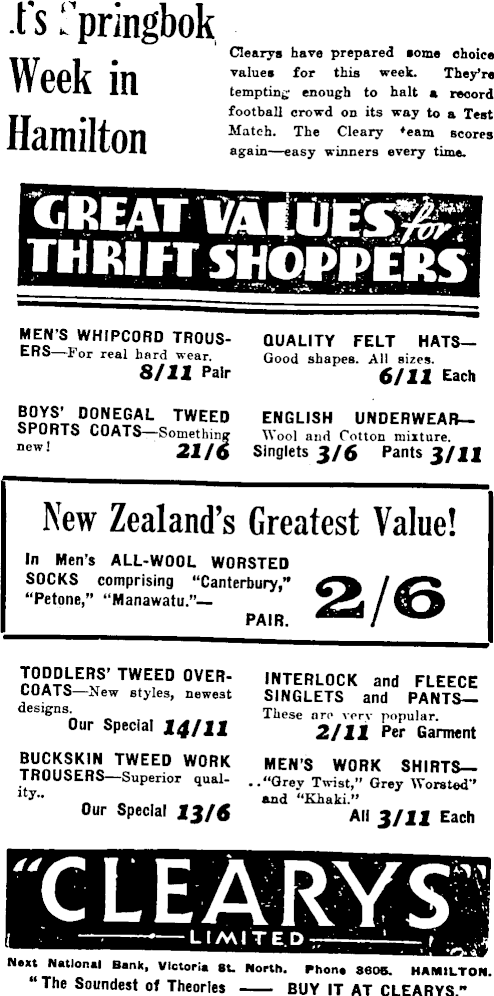 It's Springbok
Week in
Hamilton
Clearys have prepared some choice
values for this week. They're
tempting enough to halt a record
football crowd on its way to a Test
Match. The Cleary team scores
again—easy winners every time.
GREAT VALUES for
THRIFT SHOPPERS
MEN'S WHIPCORD TROUS-
ERS—For real hard wear.
8/11 Pair
BOYS' DONEGAL TWEED
SPORTS COATS—Something
new! 21/6
QUALITY FELT HATS—
Good shapes. All sizes.
6/11 Each
ENGLISH UNDERWEAR—
Wool and Cotton mixture.
Singlets 3/6 Pants 3/11
New Zealand's Greatest Value!
In Men's ALL-WOOL WORSTED
SOCKS comprising "Canterbury,"
"Petone," "Manawatu."—
PAIR.
2/6
TODDLERS' TWEED OVER-
COATS—New styles, newest
designs.
Our Special 14/11
BUCKSKIN TWEED WORK
TROUSERS—Superior qual-
ity..
Our Special 13/6
INTERLOCK and FLEECE
SINGLETS and PANTS—
These are very popular.
2/11 Per Garment
MEN'S WORK SHIRTS—
.."Grey Twist," Grey Worsted"
and "Khaki."
All 3/11 Each
"CLEARYS"
LIMITED
Next National Bank, Victoria St. North. Phone 3605. HAMILTON.
"The Soundest of Theories —— BUY IT AT CLEARYS."